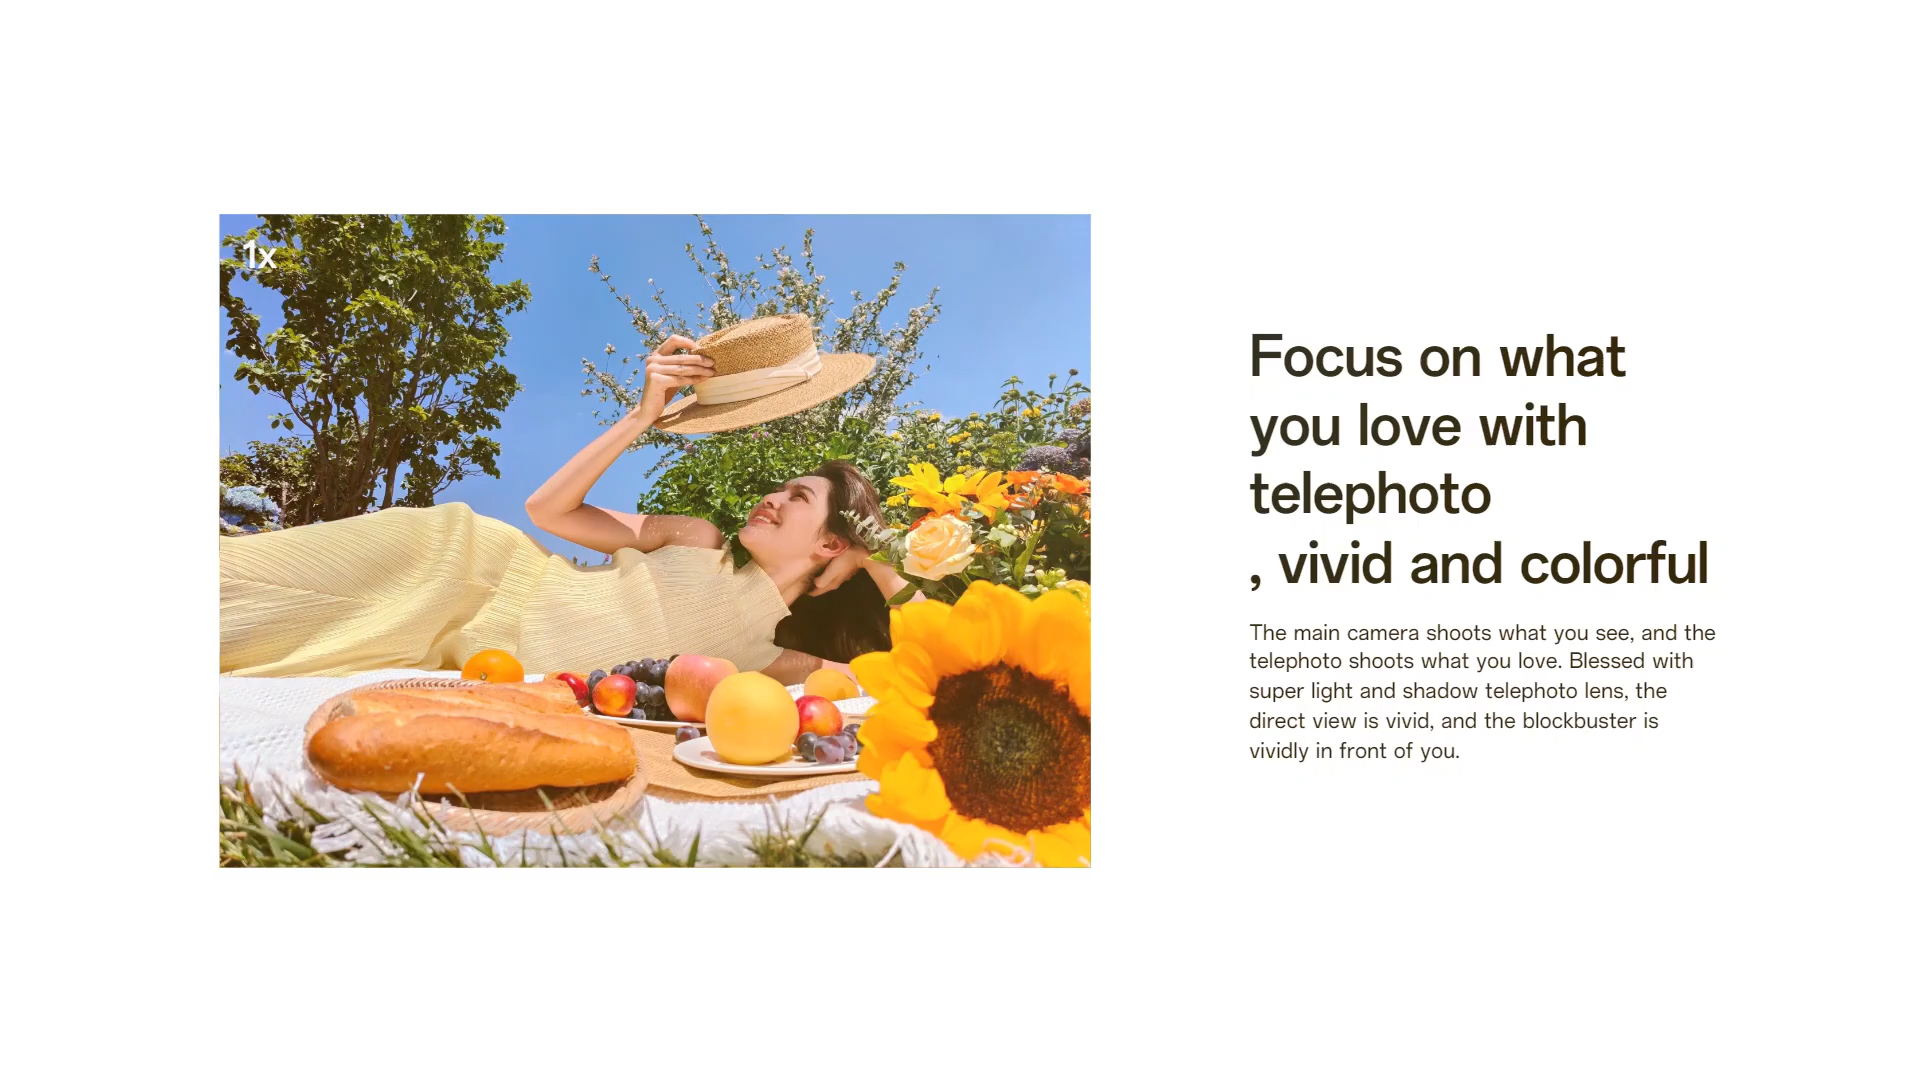 1x
Focus on what
you love with
telephoto
, vivid and colorful
The main camera shoots what you see, and the
telephoto shoots what you love. Blessed with
super light and shadow telephoto lens, the
direct view is vivid, and the blockbuster is
vividly in front of you.